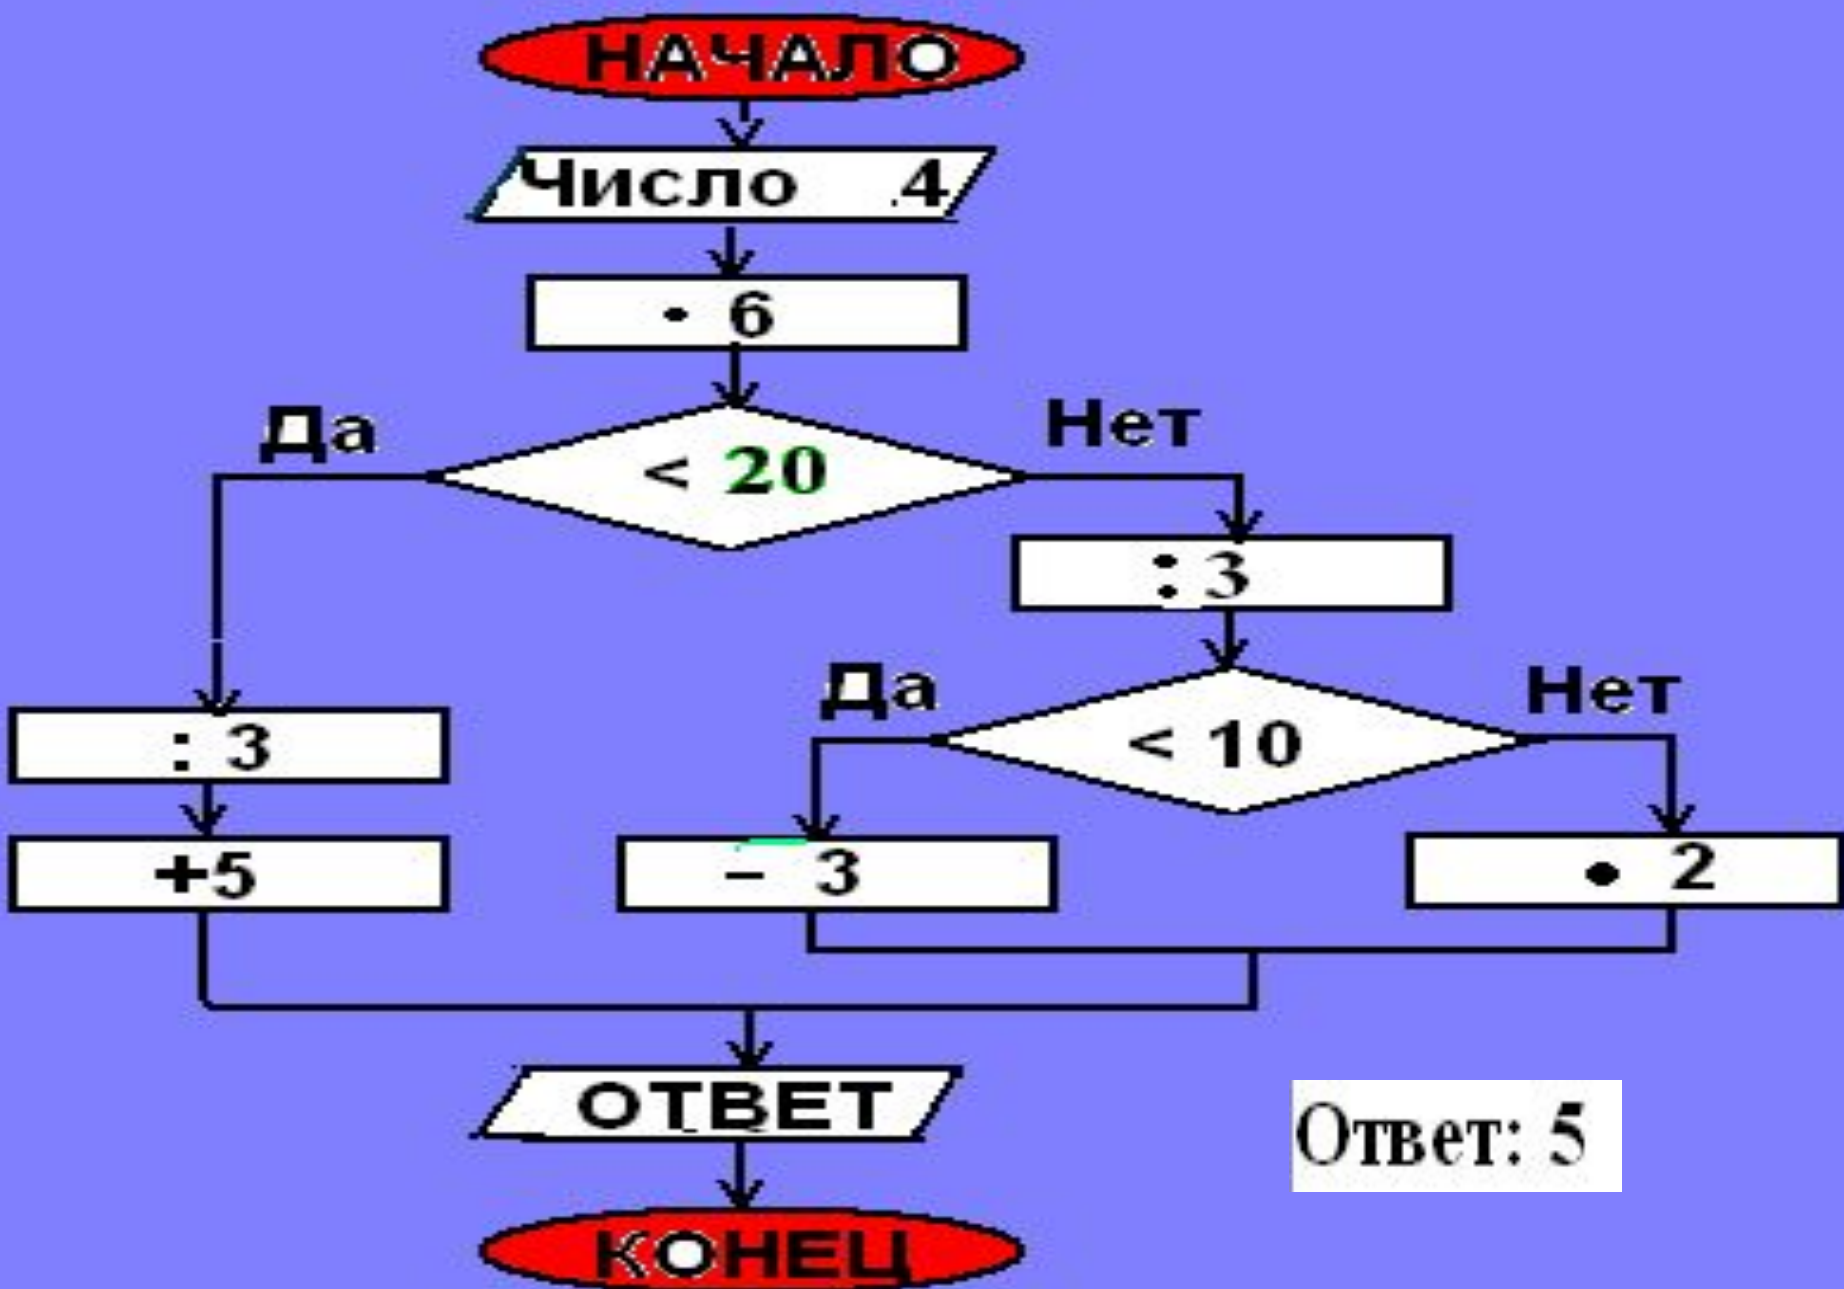 НАЧАЛО
Число .4
· 6
Да
< 20
Нет
: 3
Да
< 10
Нет
: 3
+5
– 3
• 2
ОТВЕТ
Ответ: 5
КОНЕЦ